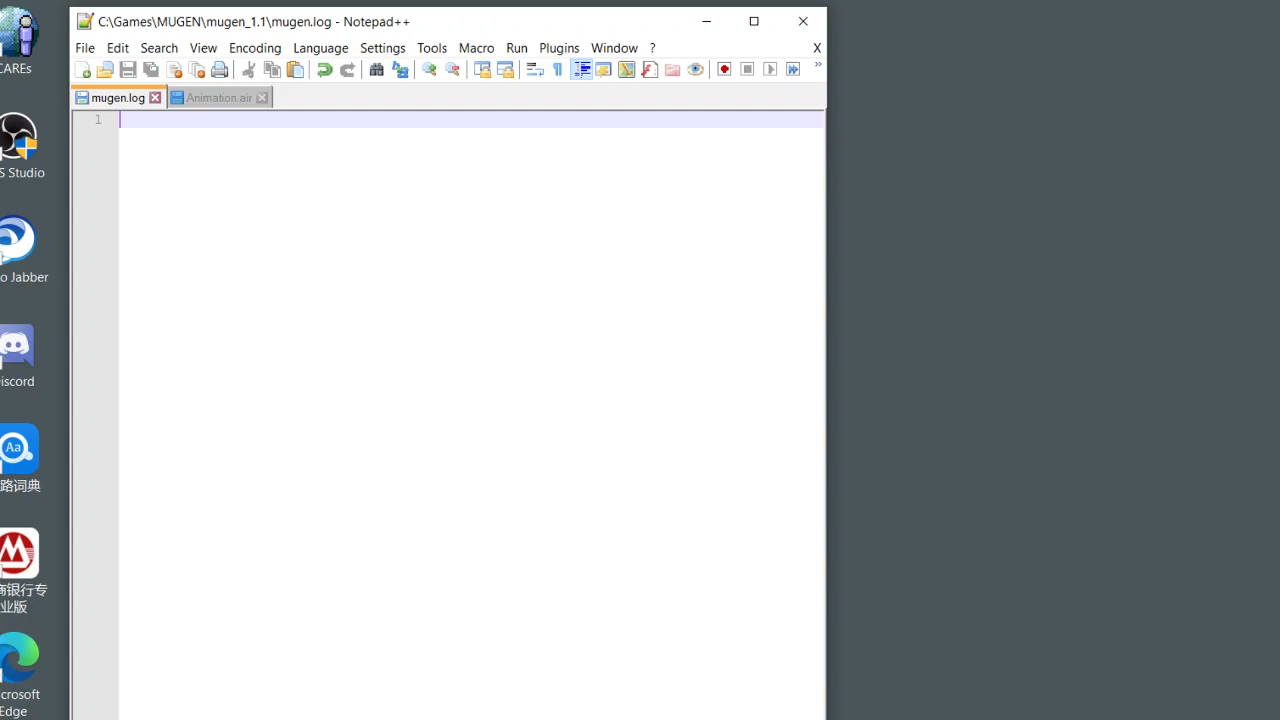 C:\Games\MUGEN\mugen_1.1\mugen.log - Notepad++
File Edit Search View Encoding Language Settings Tools Macro Run Plugins Window ? X
mugen.log Animation.air
1
CAREs
S Studio
o Jabber
iscord
Aa
路词典
商银行专
业版
crosoft
Edge